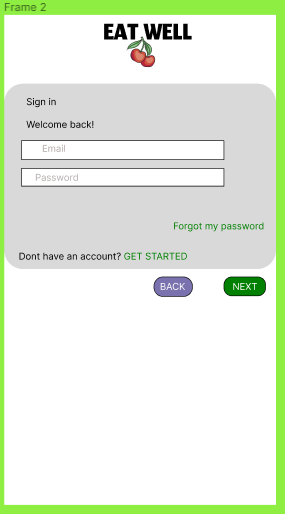 Frame 2
EAT WELL
Sign in
Welcome back!
Email
Password
Forgot my password
Dont have an account? GET STARTED
BACK NEXT